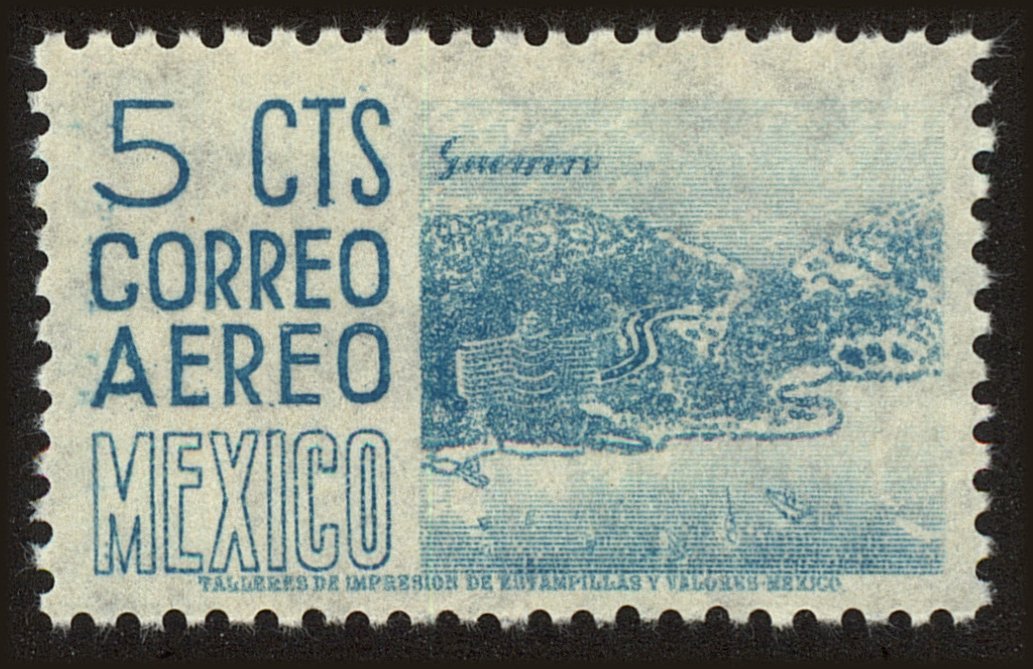 5 CTS
CORREO
AEREO
MEXICO
Guerrero
TALLERES DE IMPRESION DE ESTAMPILLAS Y VALORES-MEXICO